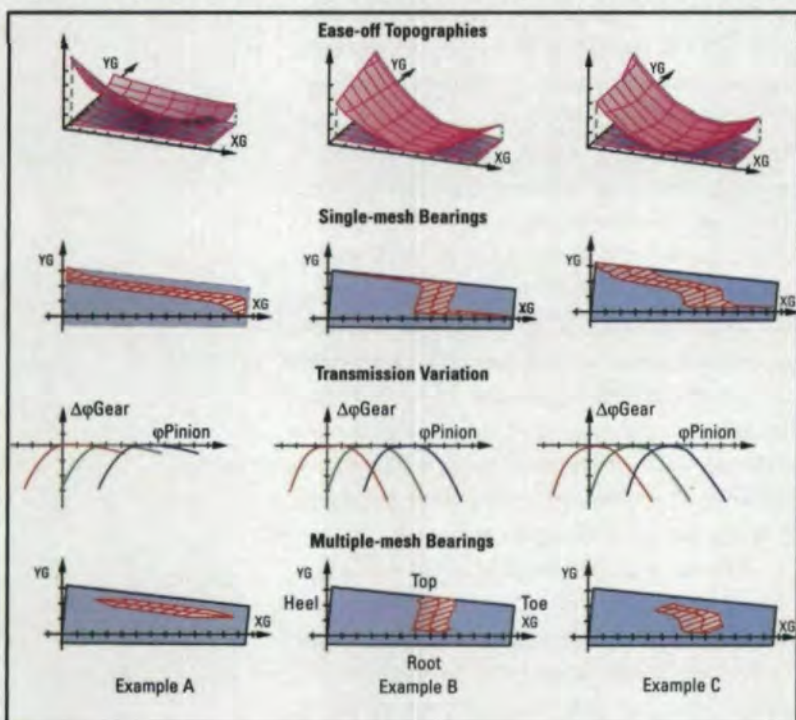 Ease-off Topographies
YG XG YG XG YG XG
Single-mesh Bearings
YG XG YG XG YG XG
Transmission Variation
ΔφGear φPinion ΔφGear φPinion ΔφGear φPinion
Multiple-mesh Bearings
YG XG YG Heel Top Toe XG Root YG XG
Example A Example B Example C